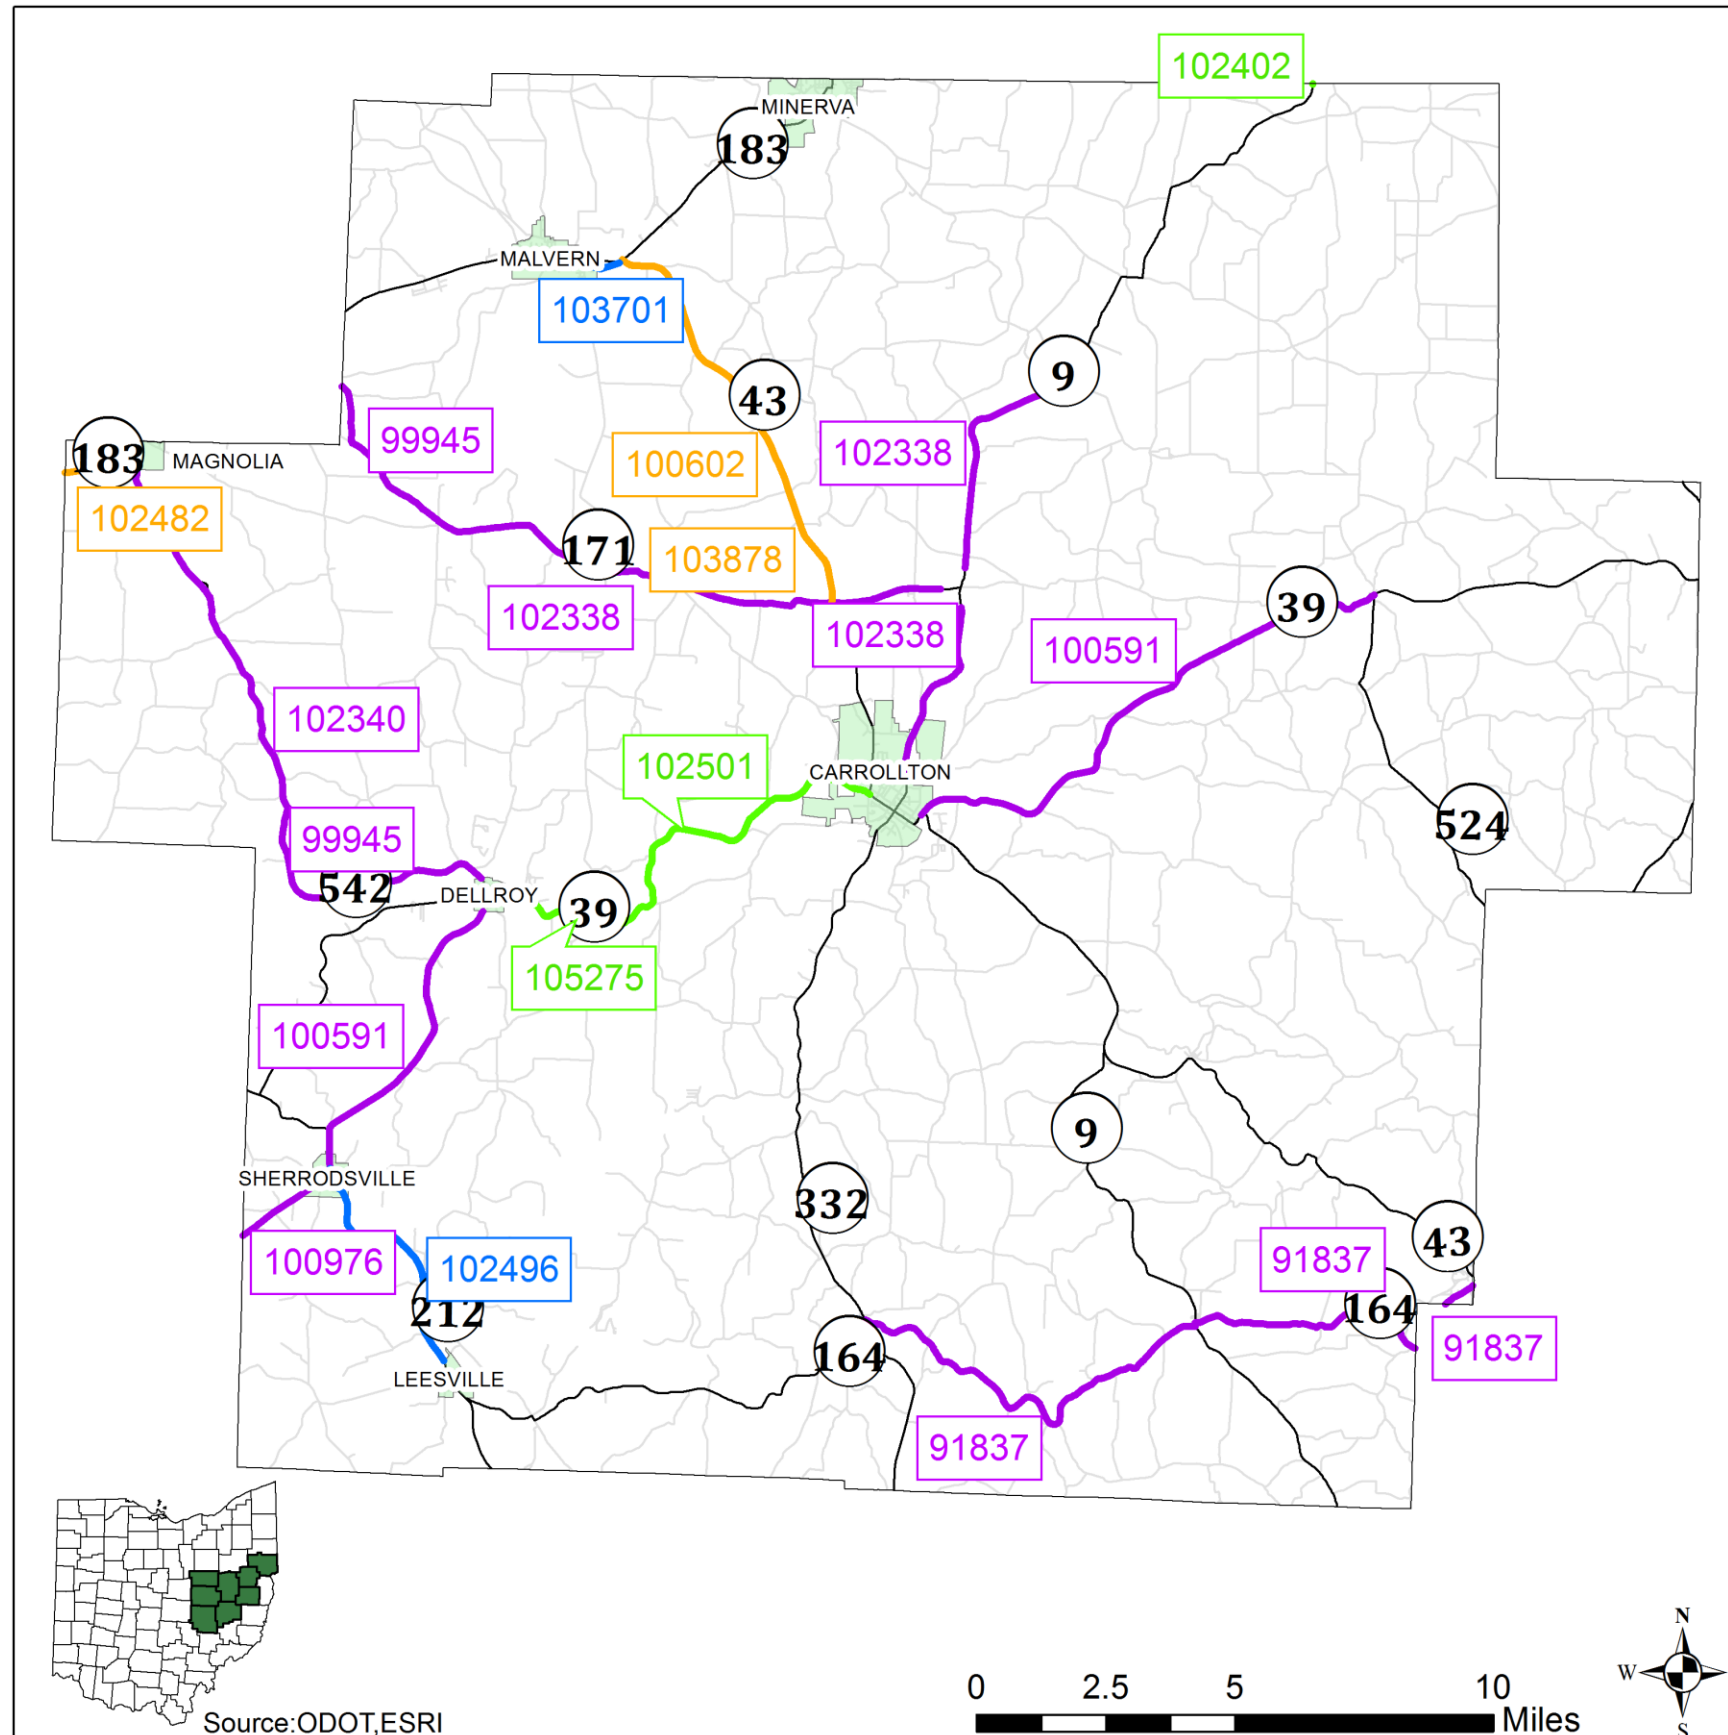 102402
MINERVA
183
MALVERN
103701
9
43
99945
183
MAGNOLIA
100602
102338
102482
171
103878
39
102338
102338
100591
102340
102501
CARROLLTON
524
99945
542
DELLROY
39
105275
100591
9
SHERRODSVILLE
332
43
100976
102496
91837
212
164
164
91837
LEESVILLE
91837
N
W
S
0 2.5 5 10
Miles
Source:ODOT,ESRI